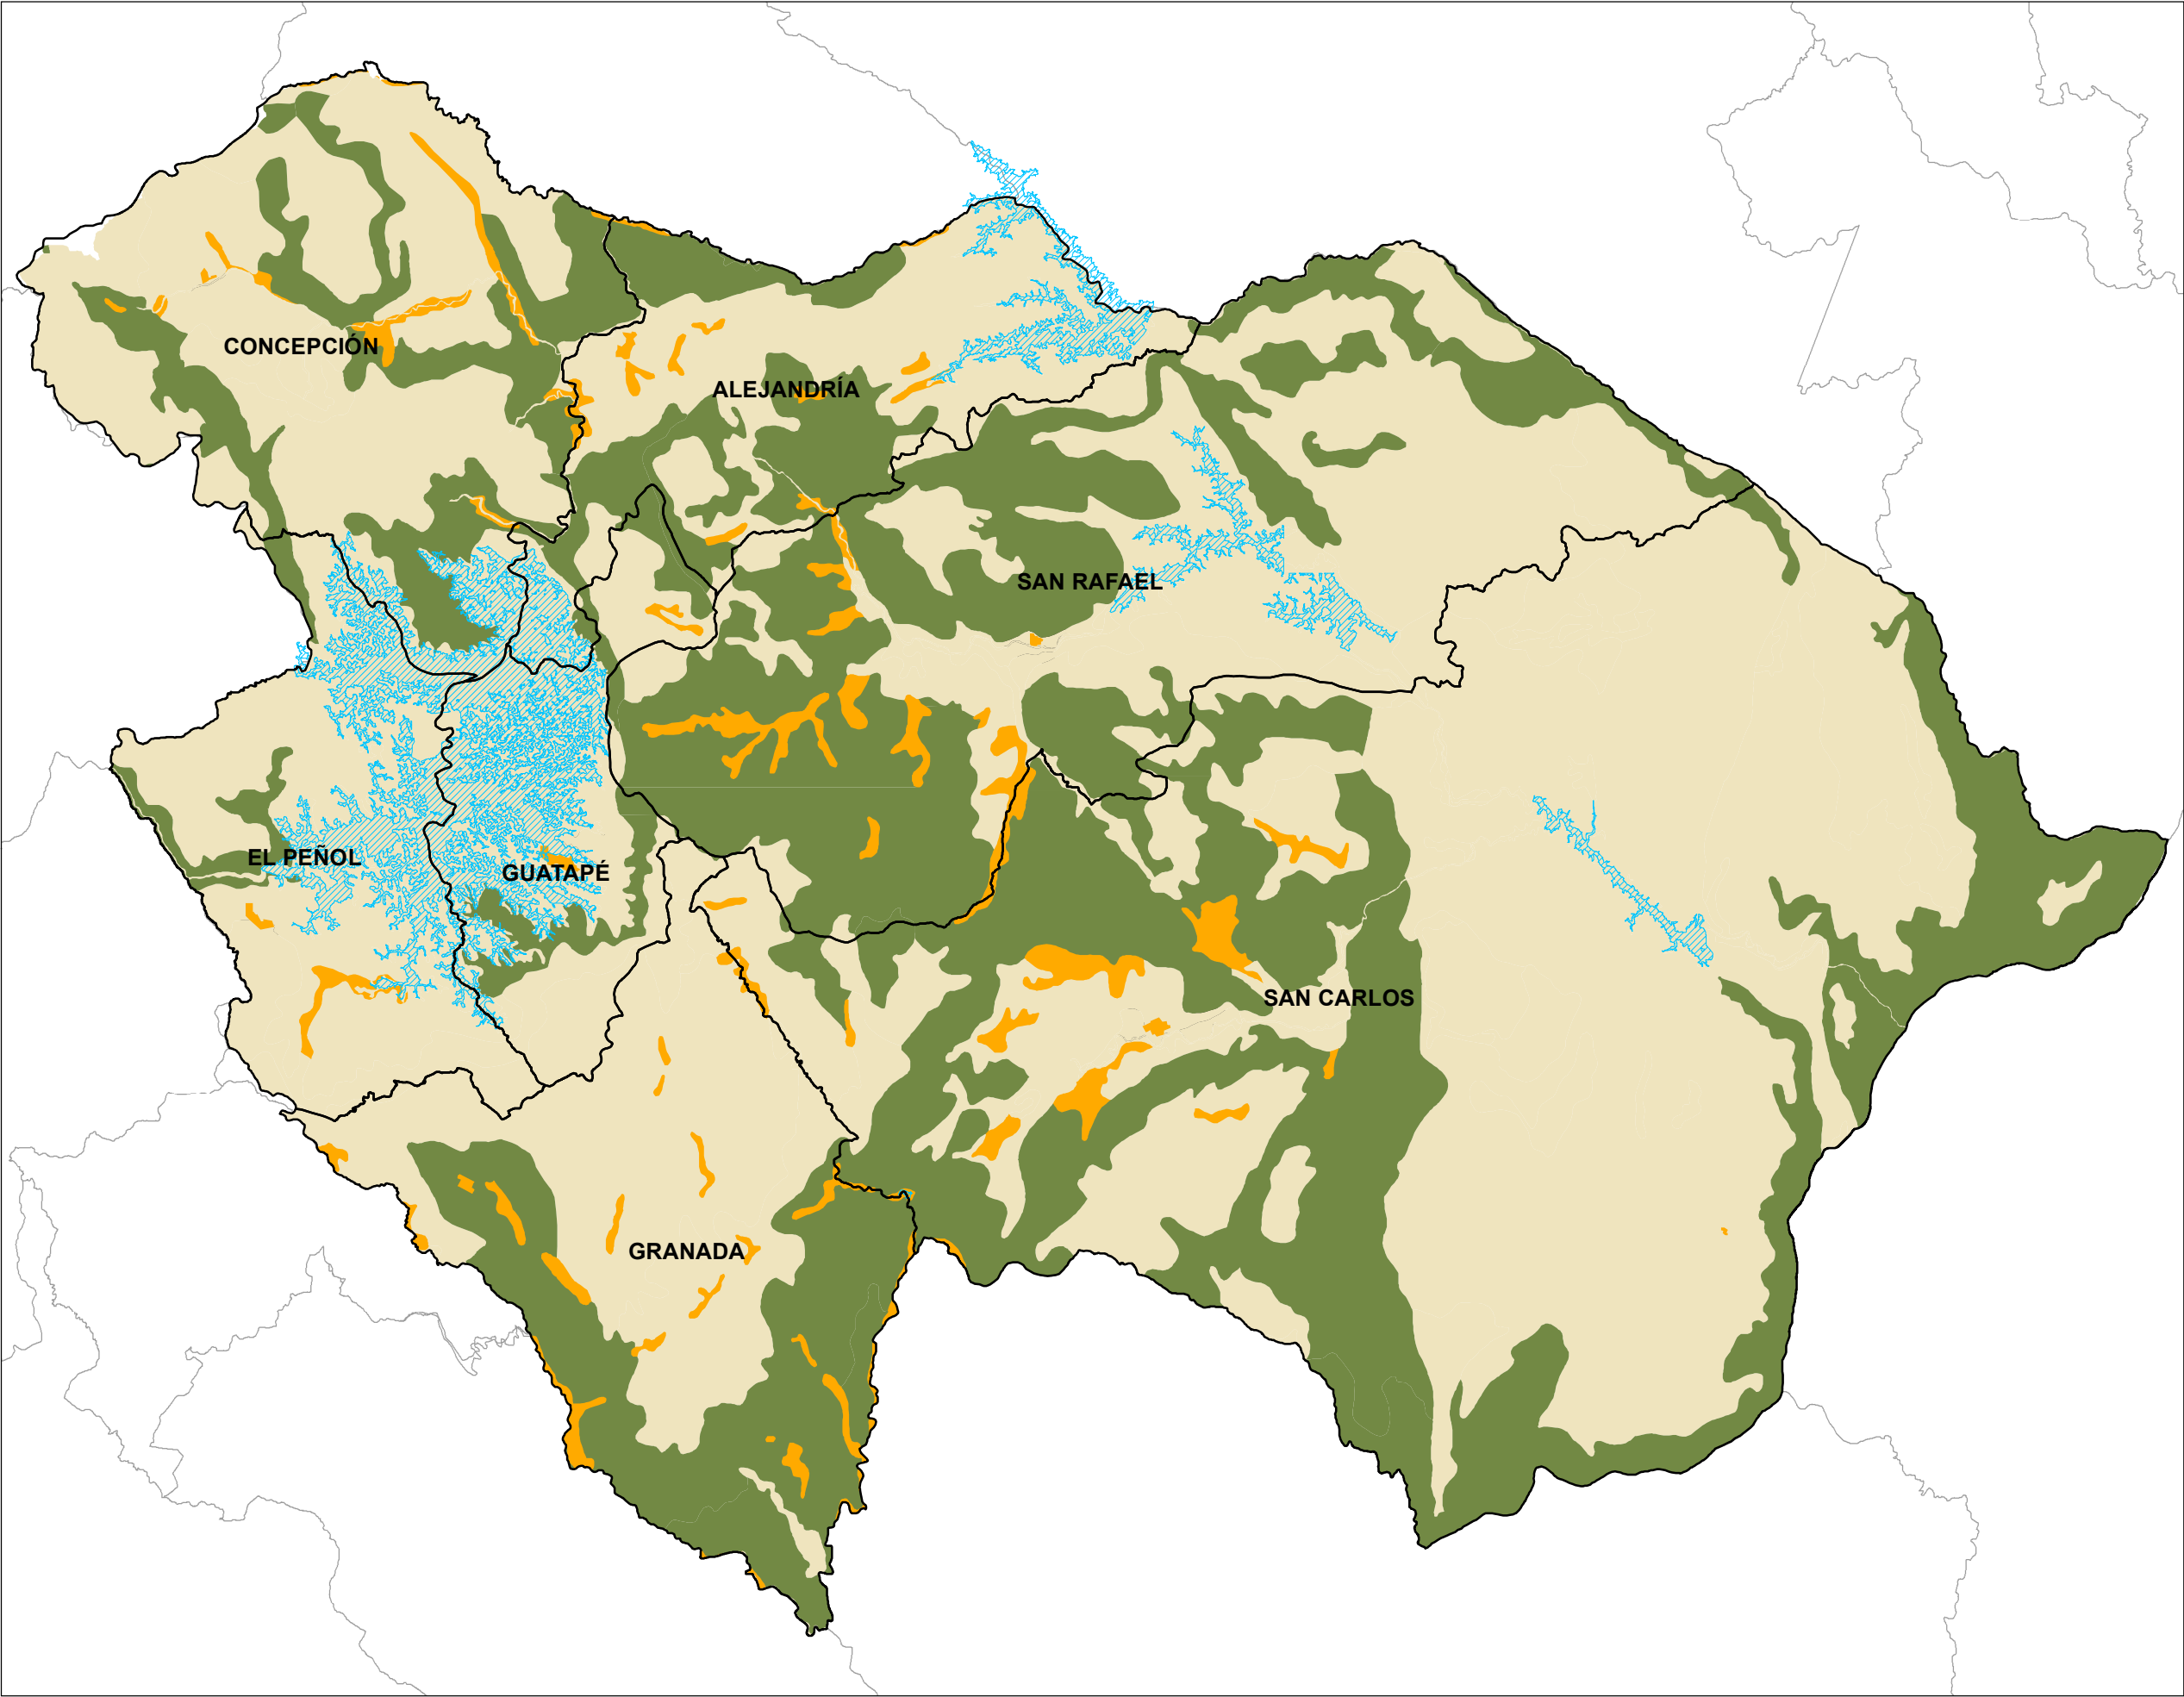 CONCEPCIÓN
ALEJANDRÍA
SAN RAFAEL
EL PEÑOL
GUATAPÉ
SAN CARLOS
GRANADA